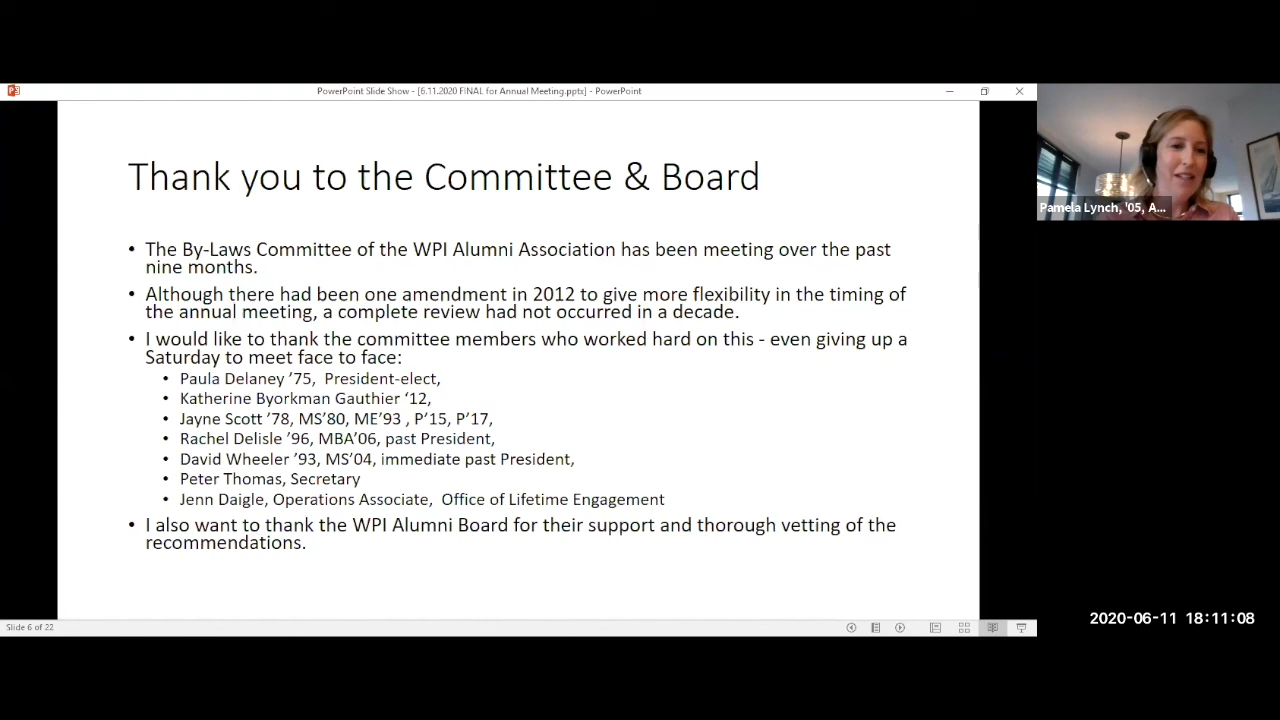 PowerPoint Slide Show - [6.11.2020 FINAL for Annual Meeting.pptx] - PowerPoint
Thank you to the Committee & Board
• The By-Laws Committee of the WPI Alumni Association has been meeting over the past
nine months.
• Although there had been one amendment in 2012 to give more flexibility in the timing of
the annual meeting, a complete review had not occurred in a decade.
• I would like to thank the committee members who worked hard on this - even giving up a
Saturday to meet face to face:
• Paula Delaney ’75,  President-elect,
• Katherine Byorkman Gauthier ‘12,
• Jayne Scott ’78, MS’80, ME’93 , P’15, P’17,
• Rachel Delisle ’96, MBA’06, past President,
• David Wheeler ’93, MS’04, immediate past President,
• Peter Thomas, Secretary
• Jenn Daigle, Operations Associate,  Office of Lifetime Engagement
• I also want to thank the WPI Alumni Board for their support and thorough vetting of the
recommendations.
Slide 6 of 22
Pamela Lynch, '05, A...
2020-06-11 18:11:08